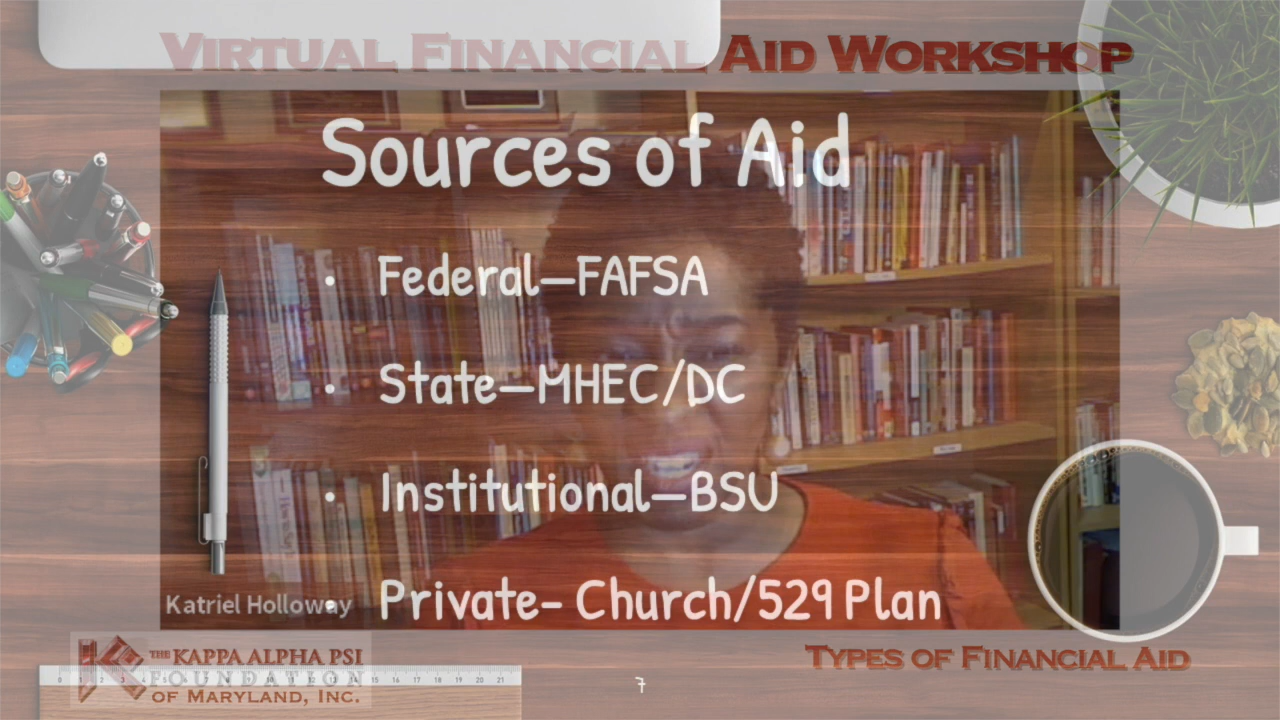 VIRTUAL FINANCIAL AID WORKSHOP
Sources of Aid
• Federal—FAFSA
• State—MHEC/DC
• Institutional—BSU
• Private- Church/529 Plan
Katriel Holloway
THE KAPPA ALPHA PSI
FOUNDATION
OF MARYLAND, INC.
TYPES OF FINANCIAL AID
7